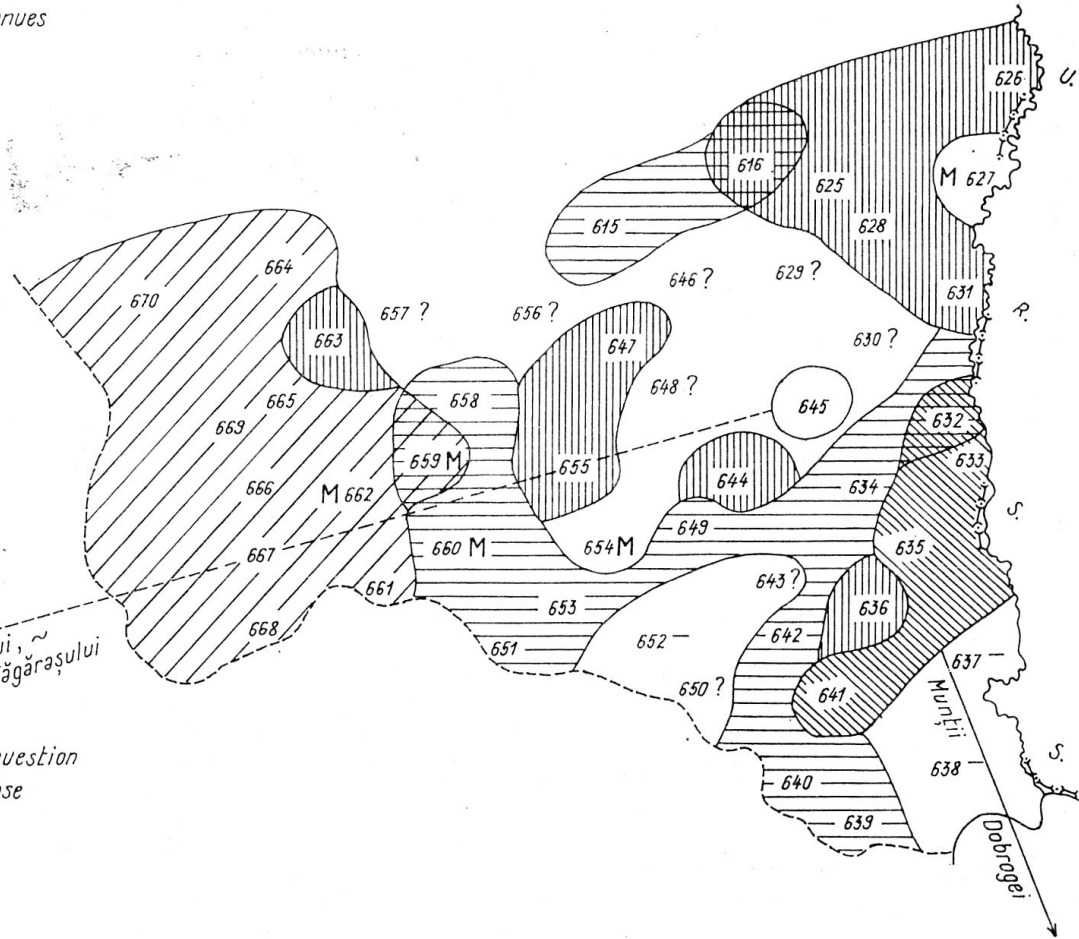 nues
626
U.
616
M 627
625
615
628
664
646 ?
629 ?
631
670
657 ?
656 ?
R.
663
647
630 ?
648 ?
665
658
645
632
669
633
659 M
655
644
634
666
M 662
649
S.
660 M
654 M
635
667
643 ?
661
653
636
668
ui, ~
ăgărașului
652 –
642
651
637 –
650 ?
641
Munții
uestion
se
638 –
S.
640
639
Dobrogei